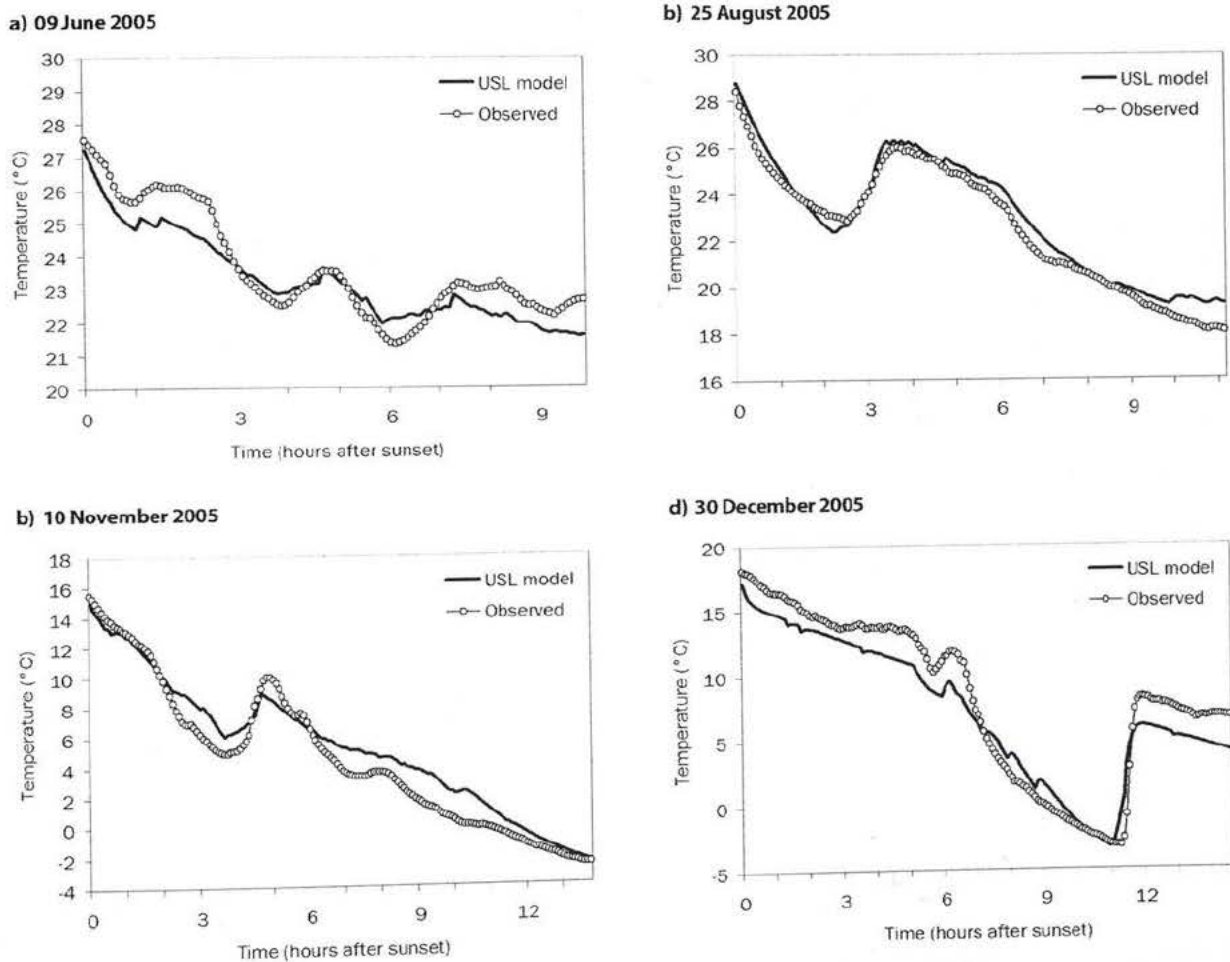 a) 09 June 2005
30
29
28
27
26
25
24
23
22
21
20
Temperature (°C)
USL model
Observed
0
3
6
9
Time (hours after sunset)
b) 25 August 2005
30
28
26
24
22
20
18
16
Temperature (°C)
USL model
Observed
0
3
6
9
b) 10 November 2005
18
16
14
12
10
8
6
4
2
0
-2
-4
Temperature (°C)
USL model
Observed
0
3
6
9
12
Time (hours after sunset)
d) 30 December 2005
20
15
10
5
0
-5
Temperature (°C)
USL model
Observed
0
3
6
9
12
Time (hours after sunset)